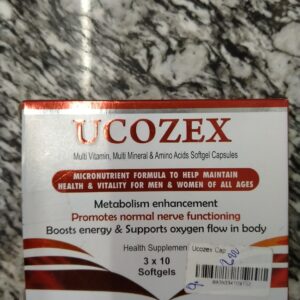 UCOZEX
Multi Vitamin, Multi Mineral & Amino Acids Softgel Capsules
MICRONUTRIENT FORMULA TO HELP MAINTAIN
HEALTH & VITALITY FOR MEN & WOMEN OF ALL AGES
Metabolism enhancement
Promotes normal nerve functioning
Boosts energy & Supports oxygen flow in body
Health Supplement
3 x 10
Softgels
Ucozex Cap